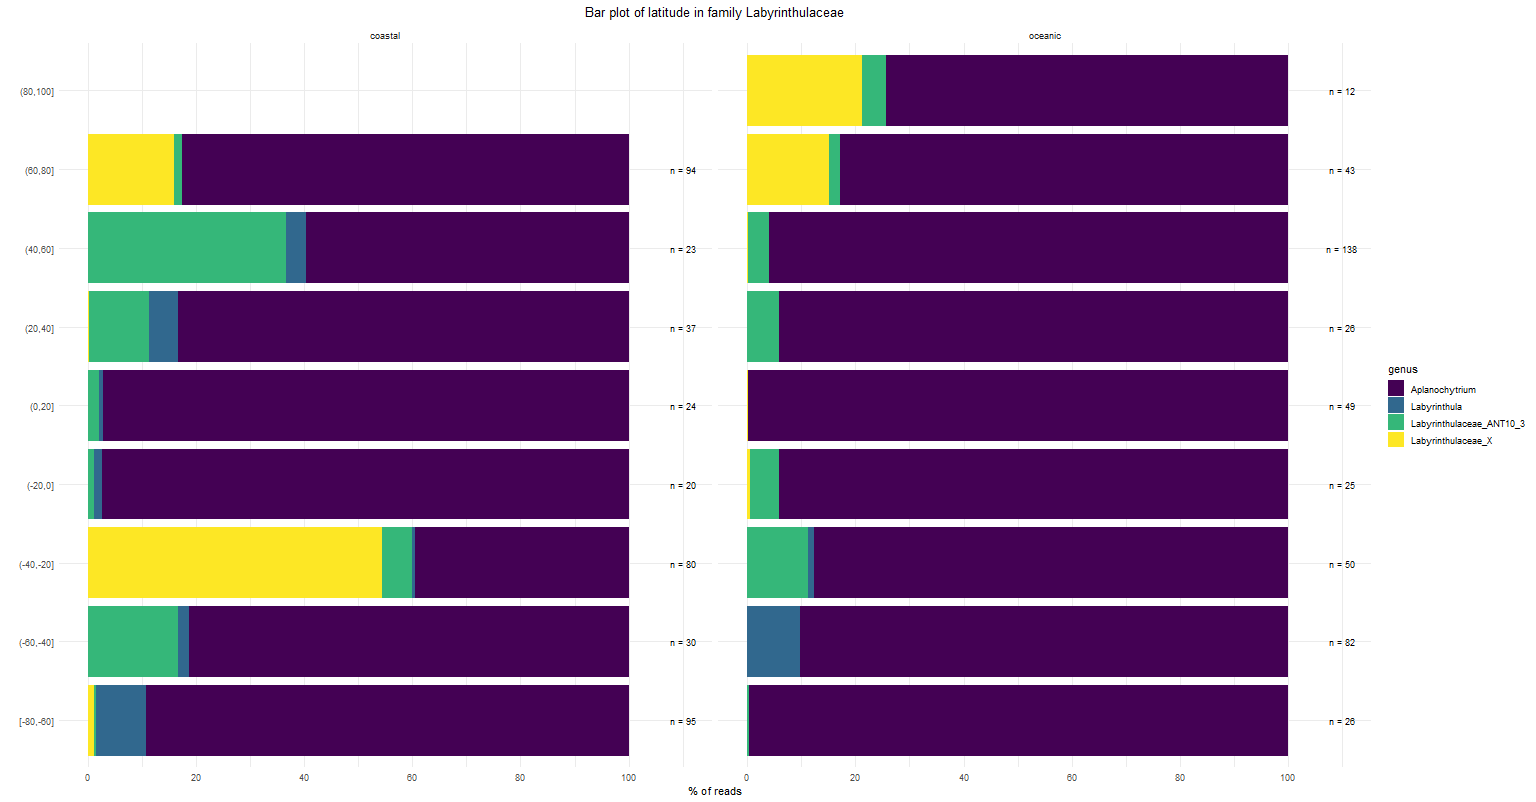 Bar plot of latitude in family Labyrinthulaceae
coastal
oceanic
(80,100]
n = 12
(60,80]
n = 94
n = 43
(40,60]
n = 23
n = 138
(20,40]
n = 37
n = 26
(0,20]
n = 24
n = 49
(-20,0]
n = 20
n = 25
(-40,-20]
n = 80
n = 50
(-60,-40]
n = 30
n = 82
[-80,-60]
n = 95
n = 26
0 20 40 60 80 100
0 20 40 60 80 100
% of reads
genus
Aplanochytrium
Labyrinthula
Labyrinthulaceae_ANT10_3
Labyrinthulaceae_X